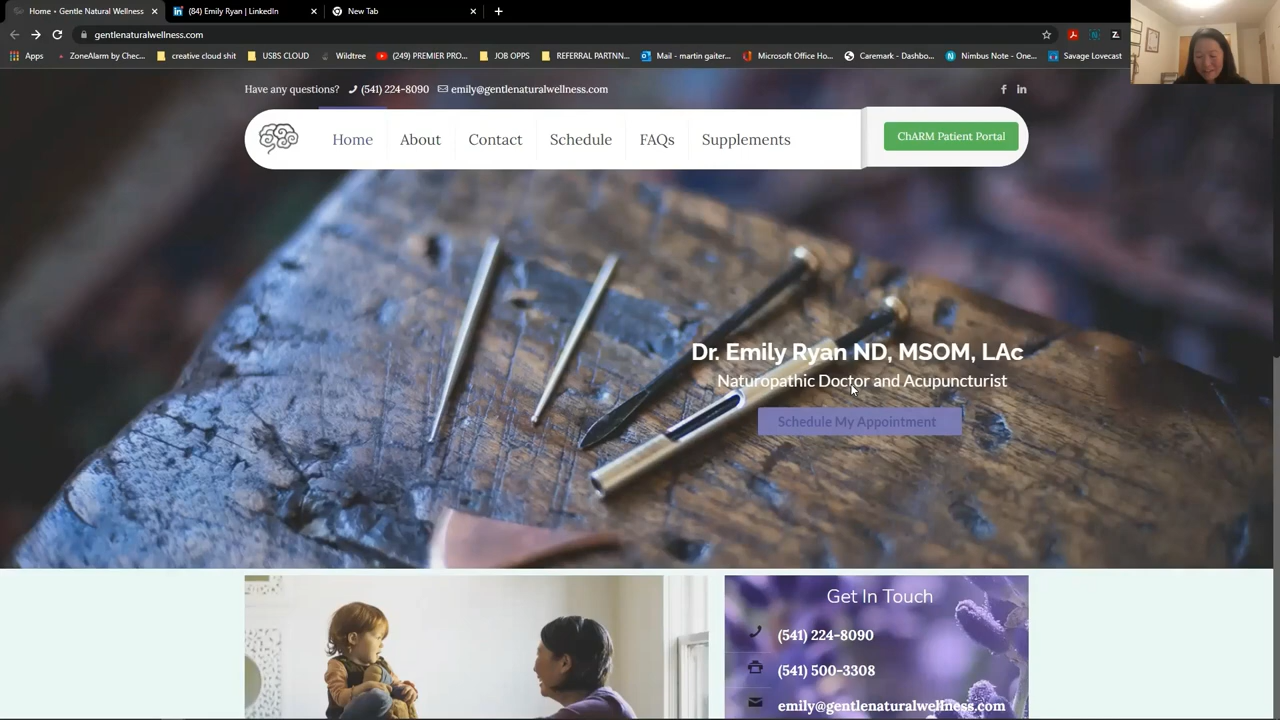 Home • Gentle Natural Wellness
(84) Emily Ryan | LinkedIn
New Tab
gentlenaturalwellness.com
Apps
ZoneAlarm by Chec...
creative cloud shit
USBS CLOUD
Wildtree
(249) PREMIER PRO...
JOB OPPS
REFERRAL PARTNN...
Mail - martin gaiter...
Microsoft Office Ho...
Caremark - Dashbo...
Nimbus Note - One...
Savage Lovecast
Have any questions? (541) 224-8090 emily@gentlenaturalwellness.com
Home About Contact Schedule FAQs Supplements
ChARM Patient Portal
Dr. Emily Ryan ND, MSOM, LAc
Naturopathic Doctor and Acupuncturist
Schedule My Appointment
Get In Touch
(541) 224-8090
(541) 500-3308
emily@gentlenaturalwellness.com